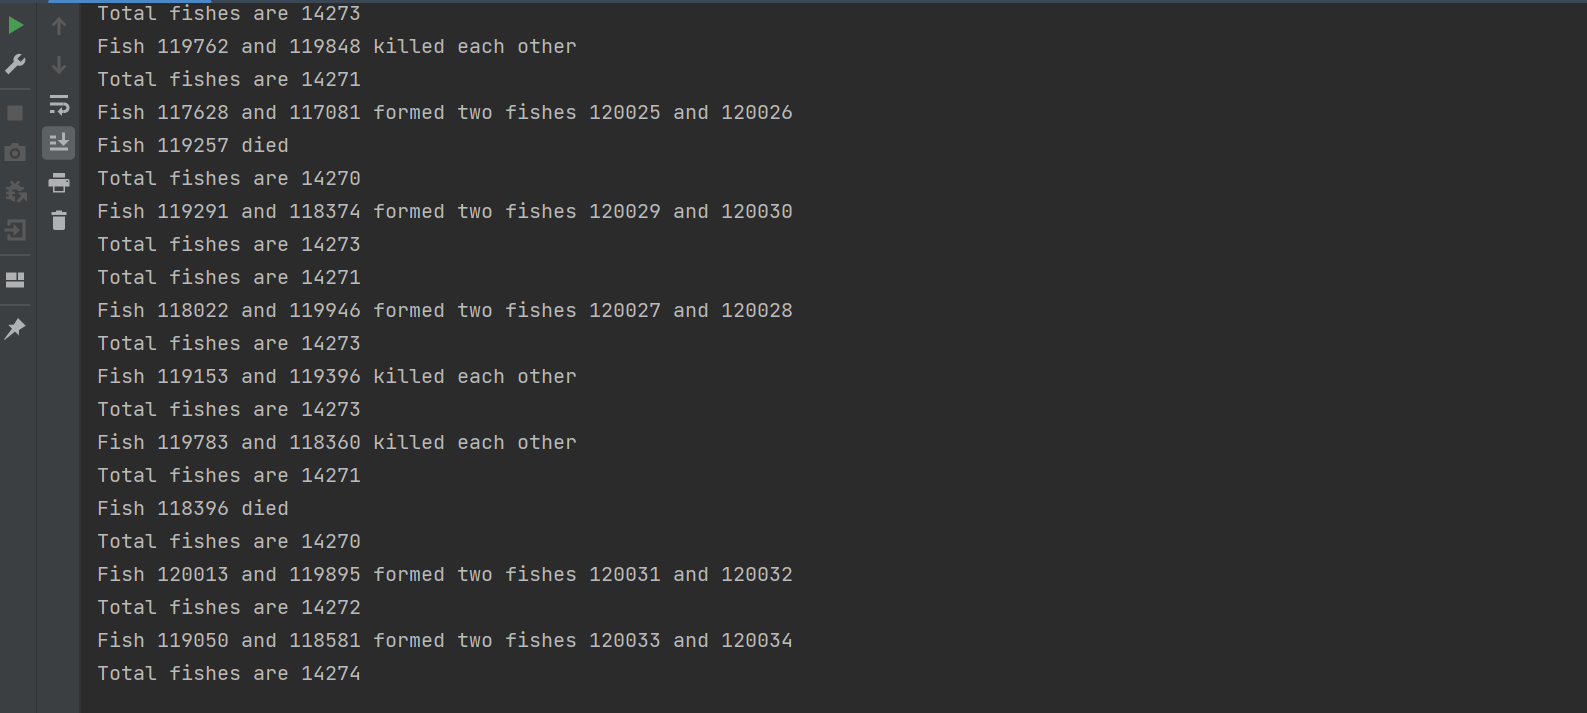 Total fishes are 14273
Fish 119762 and 119848 killed each other
Total fishes are 14271
Fish 117628 and 117081 formed two fishes 120025 and 120026
Fish 119257 died
Total fishes are 14270
Fish 119291 and 118374 formed two fishes 120029 and 120030
Total fishes are 14273
Total fishes are 14271
Fish 118022 and 119946 formed two fishes 120027 and 120028
Total fishes are 14273
Fish 119153 and 119396 killed each other
Total fishes are 14273
Fish 119783 and 118360 killed each other
Total fishes are 14271
Fish 118396 died
Total fishes are 14270
Fish 120013 and 119895 formed two fishes 120031 and 120032
Total fishes are 14272
Fish 119050 and 118581 formed two fishes 120033 and 120034
Total fishes are 14274